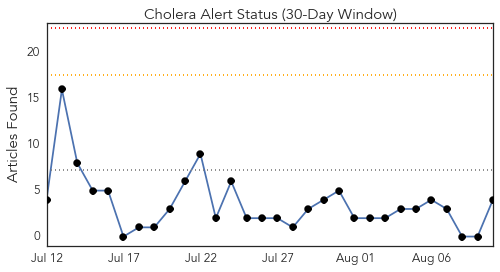 Cholera Alert Status (30-Day Window)
Articles Found
20
15
10
5
0
Jul 12 Jul 17 Jul 22 Jul 27 Aug 01 Aug 06